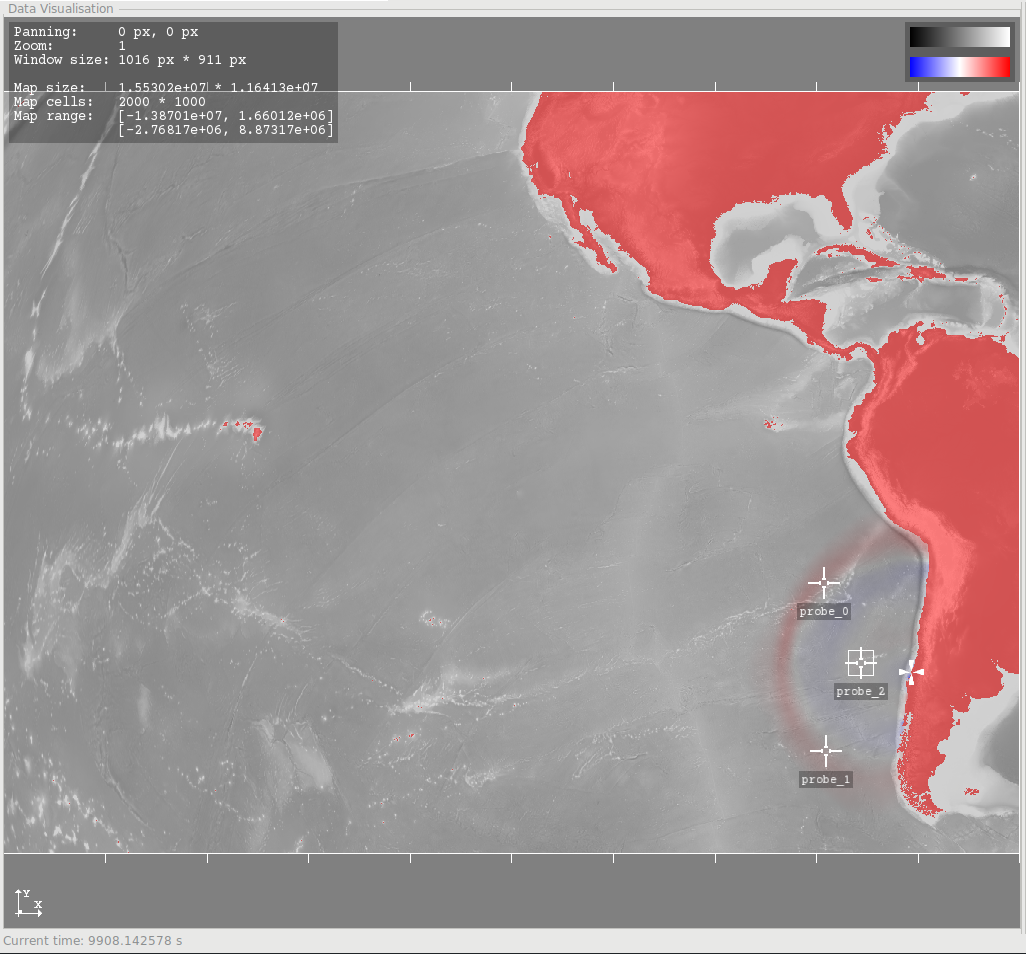 Data Visualisation
Panning: 0 px, 0 px
Zoom: 1
Window size: 1016 px * 911 px
Map size: 1.55302e+07 * 1.16413e+07
Map cells: 2000 * 1000
Map range: [-1.38701e+07, 1.66012e+06]
[-2.76817e+06, 8.87317e+06]
probe_0
probe_2
probe_1
Y
X
Current time: 9908.142578 s